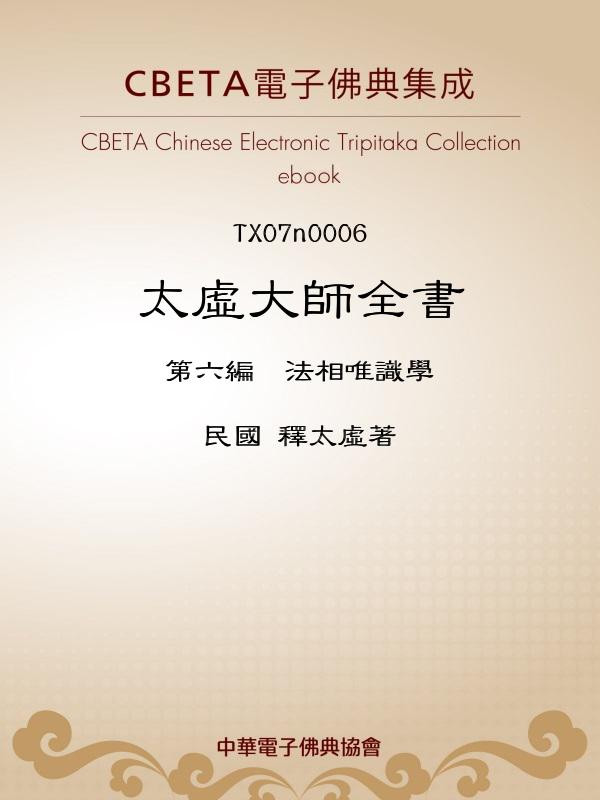 CBETA電子佛典集成
CBETA Chinese Electronic Tripitaka Collection
ebook
TX07n0006
太虛大師全書
第六編　法相唯識學
民國 釋太虛著
中華電子佛典協會